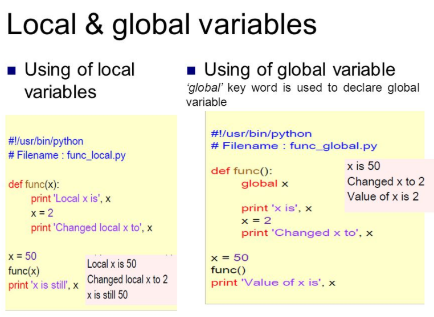 Local & global variables
Using of local
variables
#!/usr/bin/python
# Filename : func_local.py
def func(x):
print 'Local x is', x
x = 2
print 'Changed local x to', x
x = 50
func(x)
print 'x is still', x
Local x is 50
Changed local x to 2
x is still 50
Using of global variable
'global' key word is used to declare global
variable
#!/usr/bin/python
# Filename : func_global.py
def func():
global x
print 'x is', x
x = 2
print 'Changed x to', x
x = 50
func()
print 'Value of x is', x
x is 50
Changed x to 2
Value of x is 2